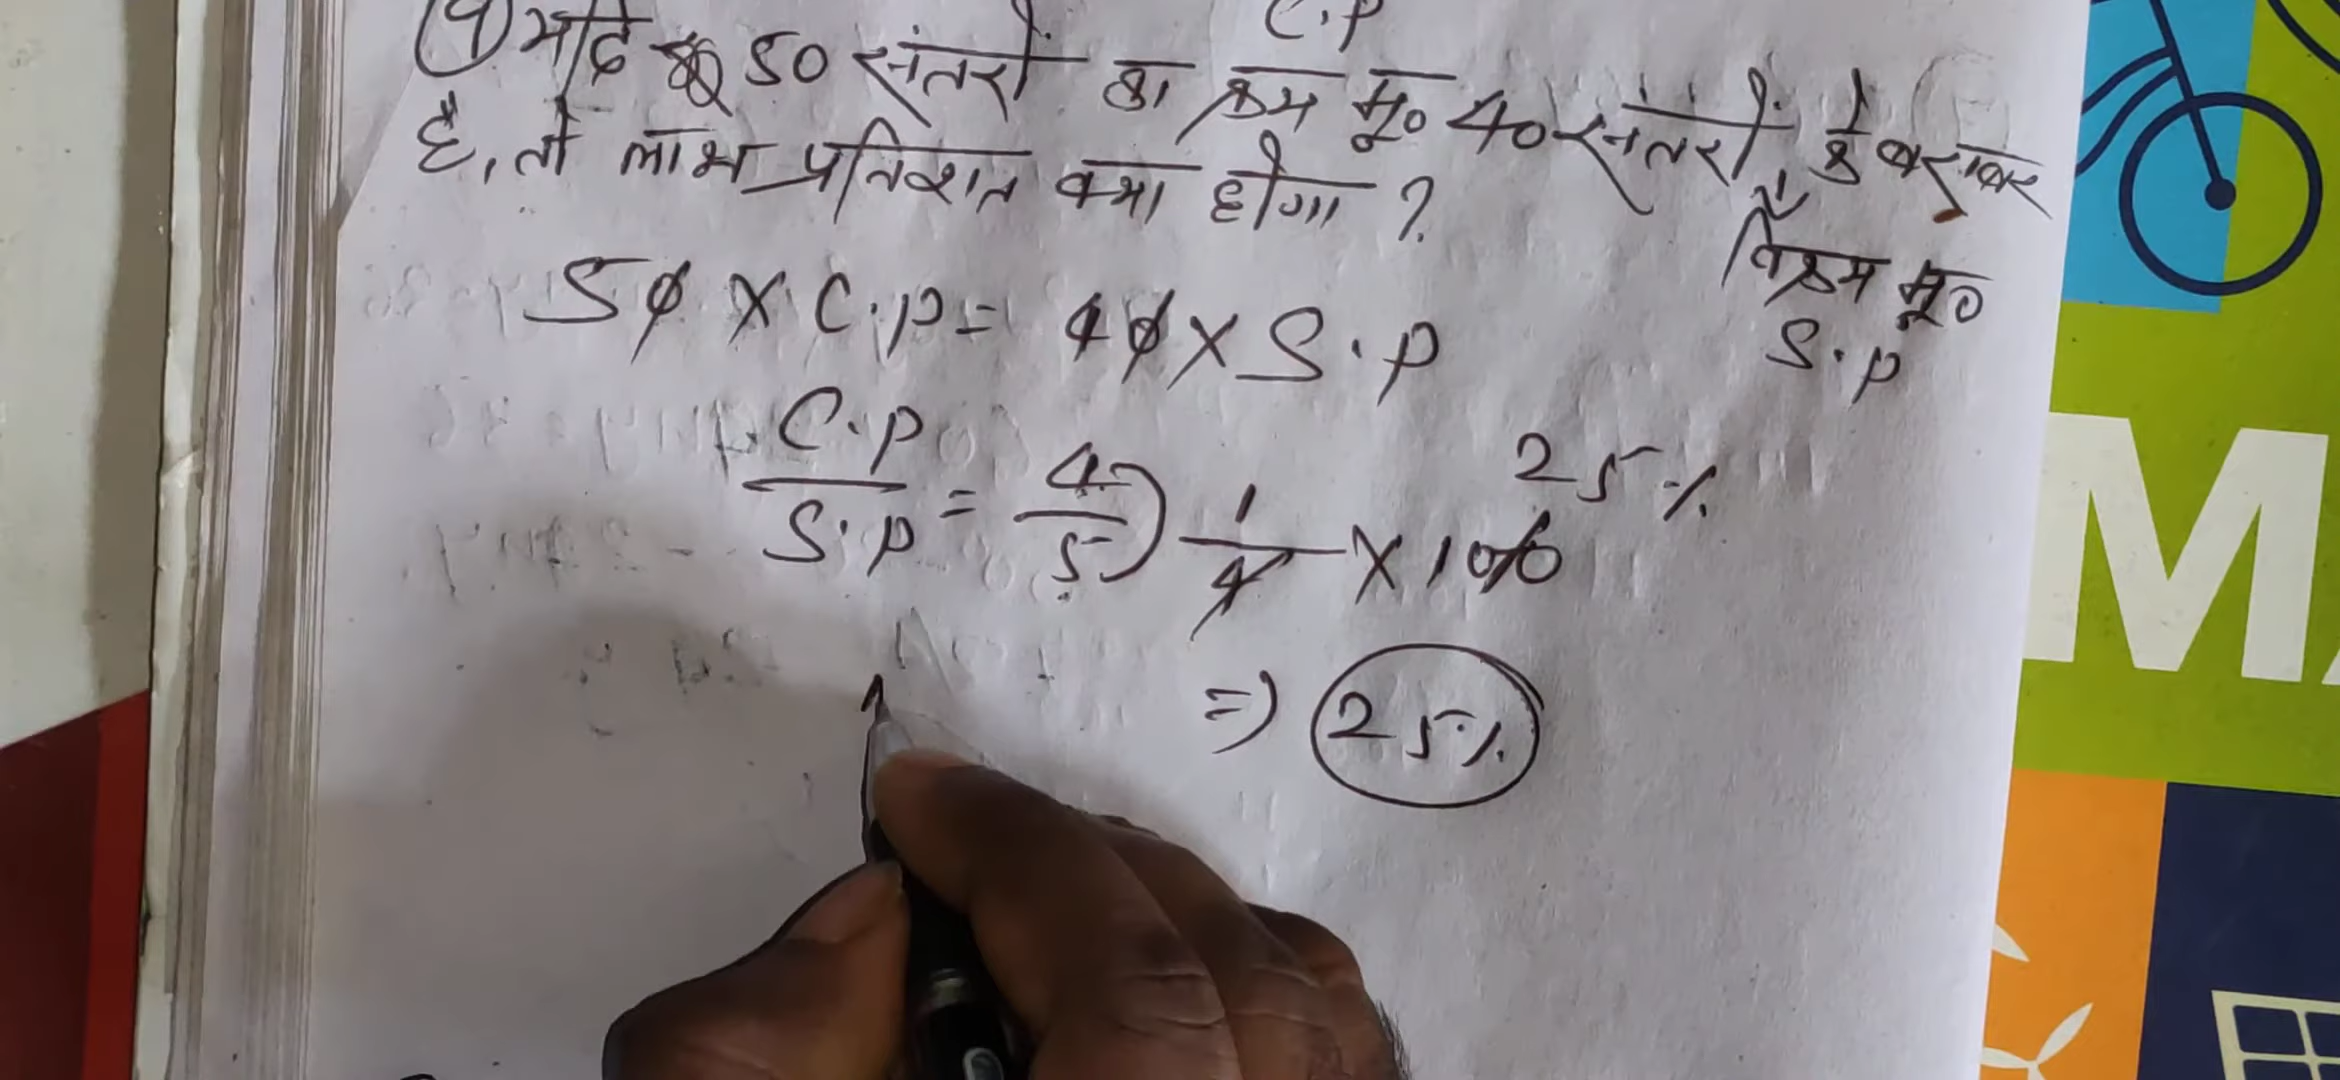 C.P
(9) यदि 50 संतरों का क्रय मू० 40 संतरों के बराबर
है, तो लाभ प्रतिशत क्या होगा ?
विक्रय मू०
S.P
50 X C.P = 40 X S.P
C.P/S.P = 4/5) 1/4 X 100 25%
=) 25%
M